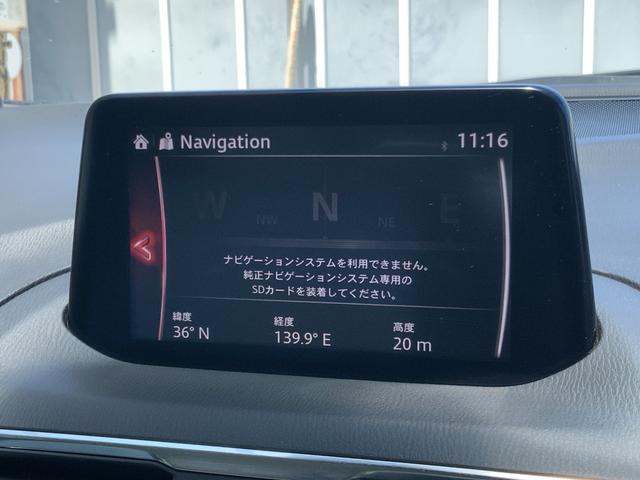 Navigation 11:16
W NW N NE E
ナビゲーションシステムを利用できません。
純正ナビゲーションシステム専用の
SDカードを装着してください。
緯度 経度 高度
36° N 139.9° E 20 m